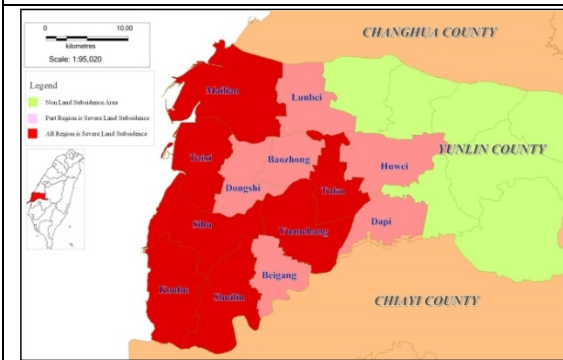 0 10.00
kilometres
Scale: 1:95,020
Legend
Non Land Subsidence Area
Part Region is Severe Land Subsidence
All Region is Severe Land Subsidence
CHANGHUA COUNTY
Mailiao
Lunbei
YUNLIN COUNTY
Taixi
Baozhong
Huwei
Dongshi
Tuku
Sihu
Yuanchang
Dapi
Beigang
Kouhu
Shuilin
CHIAYI COUNTY